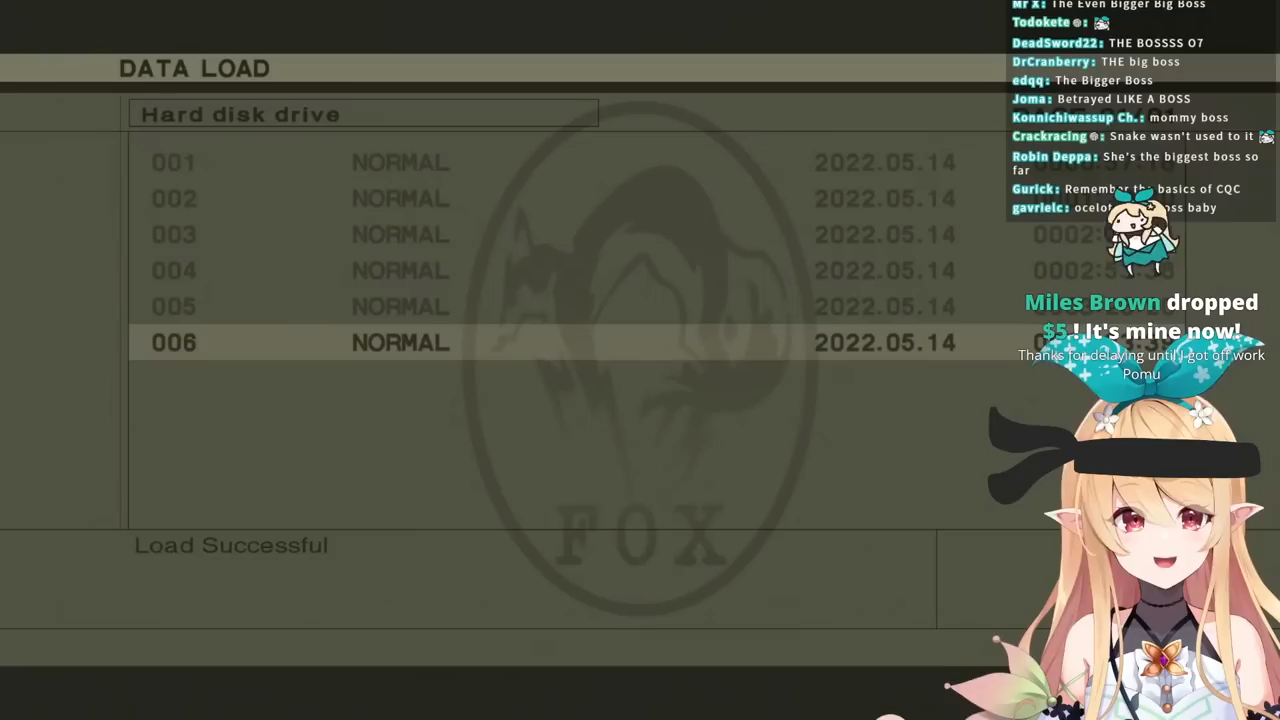 DATA LOAD
Hard disk drive
001 NORMAL 2022.05.14
002 NORMAL 2022.05.14
003 NORMAL 2022.05.14 0002:
004 NORMAL 2022.05.14 0002:5
005 NORMAL 2022.05.14
006 NORMAL 2022.05.14
FOX
Load Successful
Mr X: The Even Bigger Big Boss
Todokete:
DeadSword22: THE BOSSSS O7
DrCranberry: THE big boss
edqq: The Bigger Boss
Joma: Betrayed LIKE A BOSS
Konnichiwassup Ch.: mommy boss
Crackracing: Snake wasn't used to it
Robin Deppa: She's the biggest boss so
far
Gurick: Remember the basics of CQC
gavrielc: ocelot boss baby
Miles Brown dropped
$5 ! It's mine now!
Thanks for delaying until I got off work
Pomu